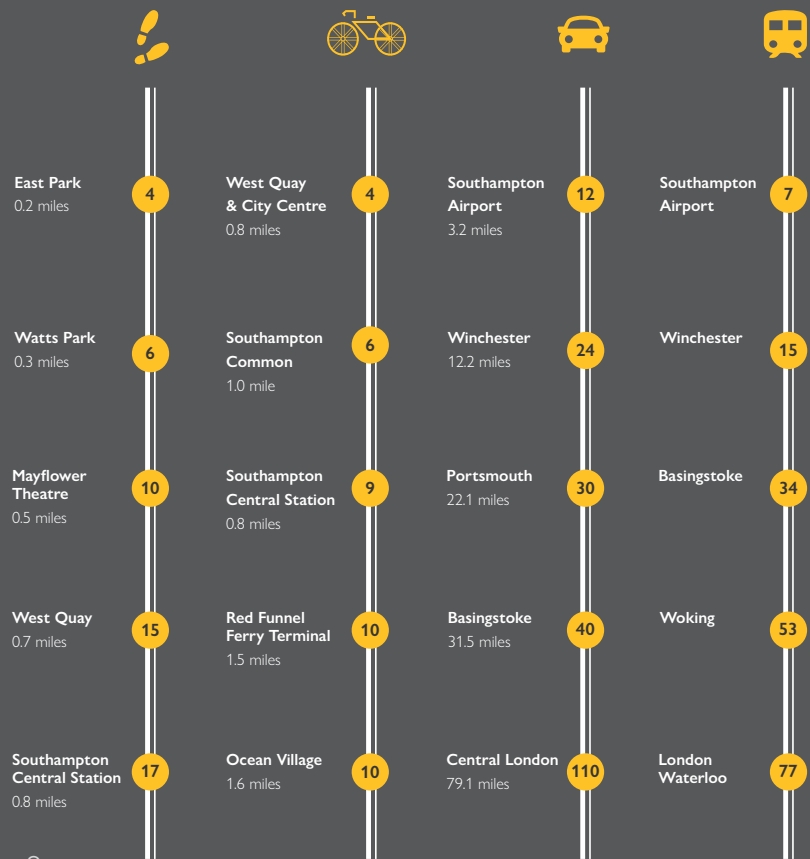 East Park
0.2 miles
4
Watts Park
0.3 miles
6
Mayflower
Theatre
0.5 miles
10
West Quay
0.7 miles
15
Southampton
Central Station
0.8 miles
17
West Quay
& City Centre
0.8 miles
4
Southampton
Common
1.0 mile
6
Southampton
Central Station
0.8 miles
9
Red Funnel
Ferry Terminal
1.5 miles
10
Ocean Village
1.6 miles
10
Southampton
Airport
3.2 miles
12
Winchester
12.2 miles
24
Portsmouth
22.1 miles
30
Basingstoke
31.5 miles
40
Central London
79.1 miles
110
Southampton
Airport
7
Winchester
15
Basingstoke
34
Woking
53
London
Waterloo
77